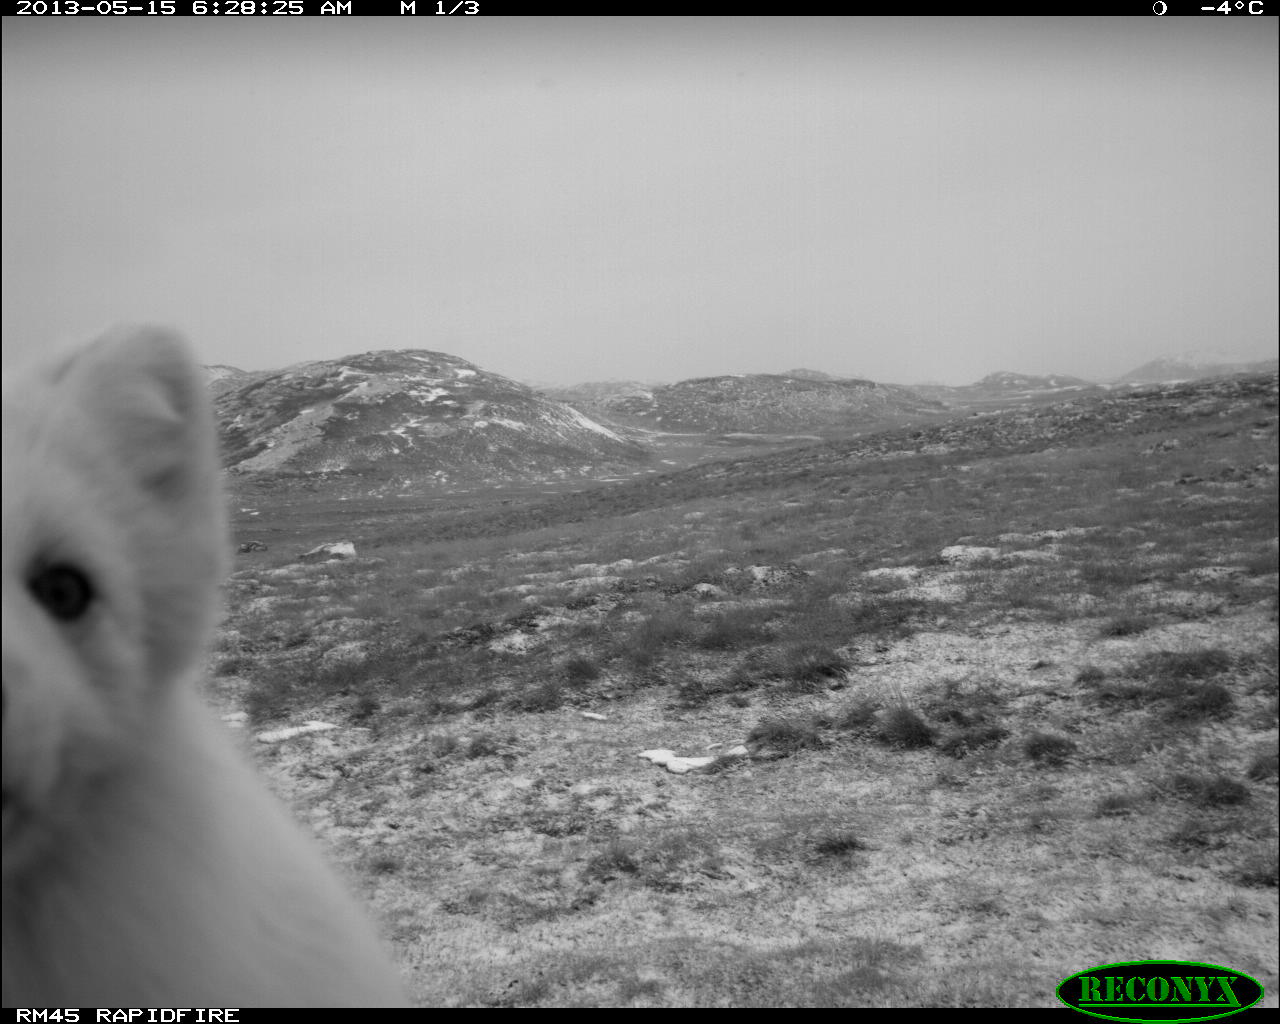 2013-05-15 6:28:25 AM M 1/3 -4°C
RECONYX
RM45 RAPIDFIRE